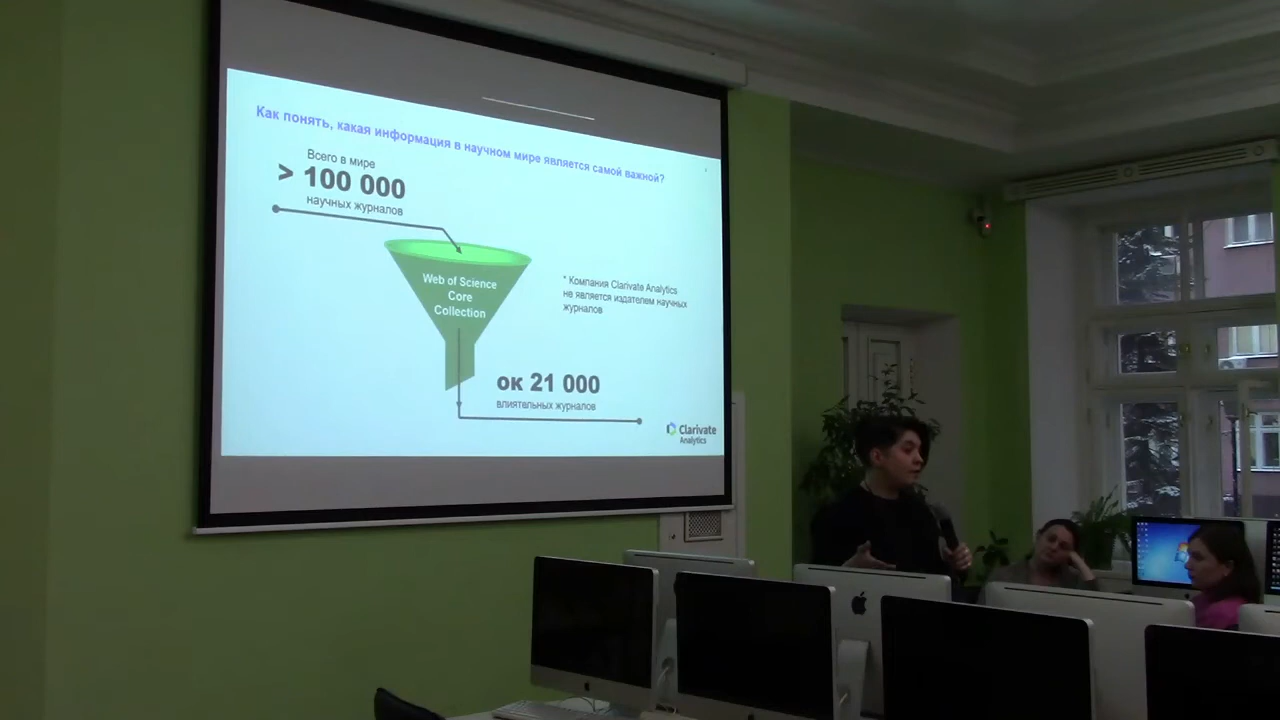 Как понять, какая информация в научном мире является самой важной?
Всего в мире
> 100 000
научных журналов
Web of Science
Core
Collection
* Компания Clarivate Analytics
не является издателем научных
журналов
ок 21 000
влиятельных журналов
Clarivate
Analytics